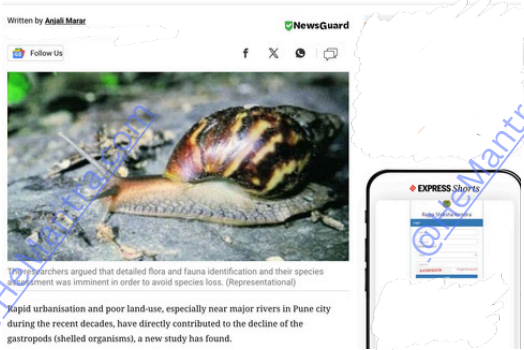 Written by Anjali Marar
NewsGuard
Follow Us
The researchers argued that detailed flora and fauna identification and their species
assessment was imminent in order to avoid species loss. (Representational)
Rapid urbanisation and poor land-use, especially near major rivers in Pune city
during the recent decades, have directly contributed to the decline of the
gastropods (shelled organisms), a new study has found.
EXPRESS Shorts
@HeMantra.com
@HeMantra